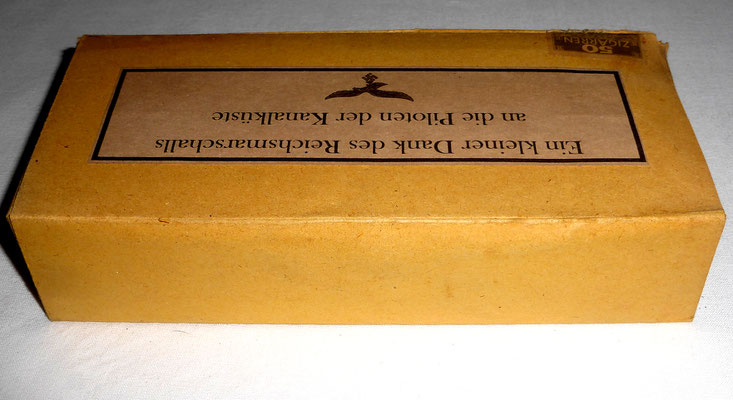 Ein kleiner Dank des Reichsmarschalls
an die Piloten der Kanalküste
50
ZIGARREN